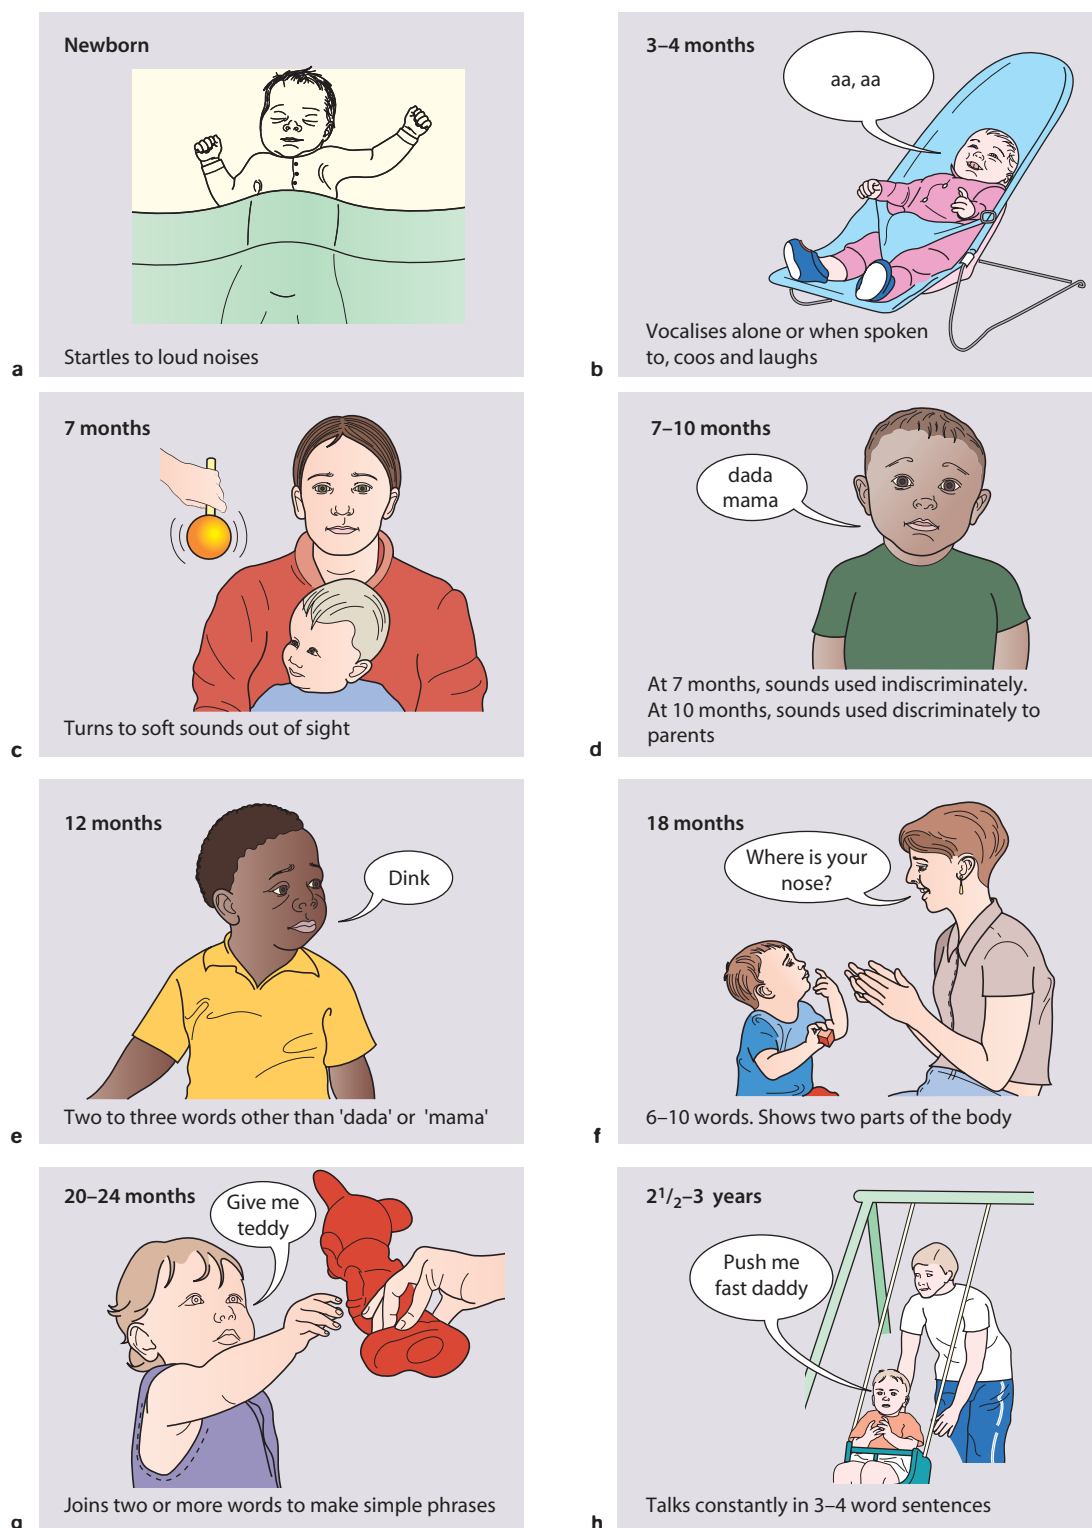 Newborn
Startles to loud noises
a
3–4 months
aa, aa
Vocalises alone or when spoken
to, coos and laughs
b
7 months
Turns to soft sounds out of sight
c
7–10 months
dada
mama
At 7 months, sounds used indiscriminately.
At 10 months, sounds used discriminately to
parents
d
12 months
Dink
Two to three words other than 'dada' or 'mama'
e
18 months
Where is your
nose?
6–10 words. Shows two parts of the body
f
20–24 months
Give me
teddy
Joins two or more words to make simple phrases
g
2 1/2–3 years
Push me
fast daddy
Talks constantly in 3–4 word sentences
h